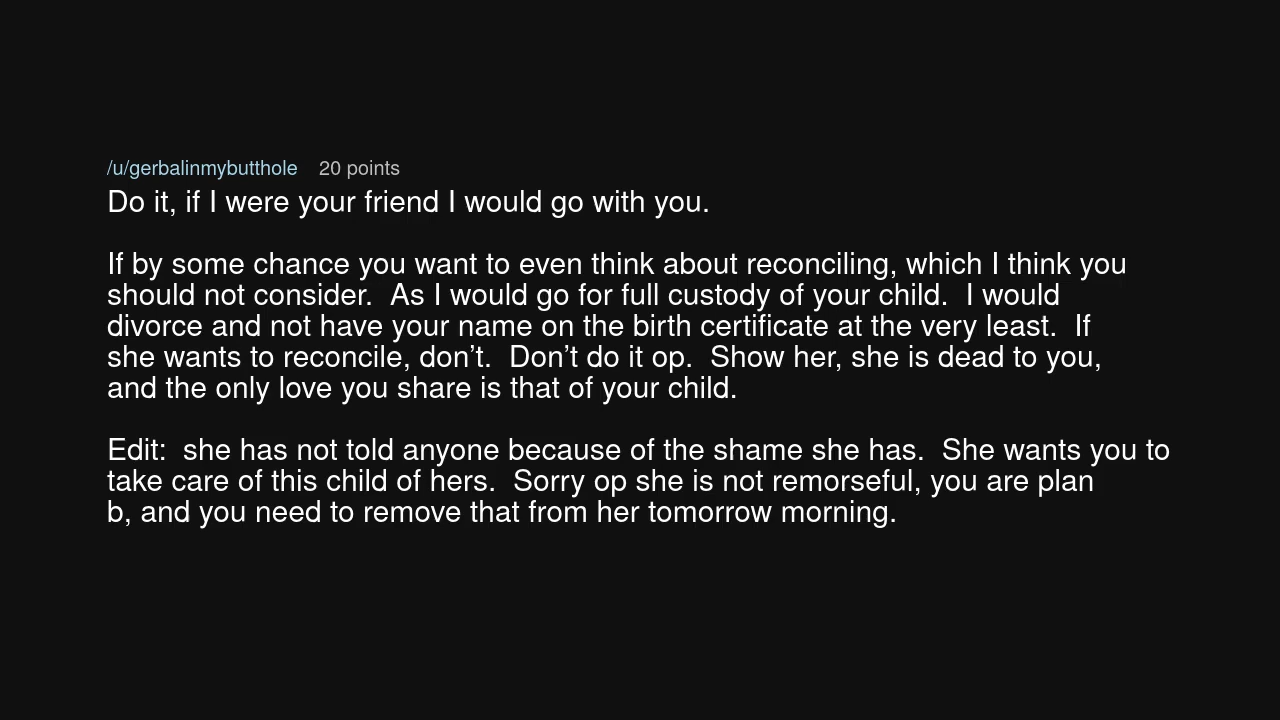 /u/gerbalinmybutthole 20 points
Do it, if I were your friend I would go with you.
If by some chance you want to even think about reconciling, which I think you
should not consider.  As I would go for full custody of your child.  I would
divorce and not have your name on the birth certificate at the very least.  If
she wants to reconcile, don’t.  Don’t do it op.  Show her, she is dead to you,
and the only love you share is that of your child.
Edit:  she has not told anyone because of the shame she has.  She wants you to
take care of this child of hers.  Sorry op she is not remorseful, you are plan
b, and you need to remove that from her tomorrow morning.